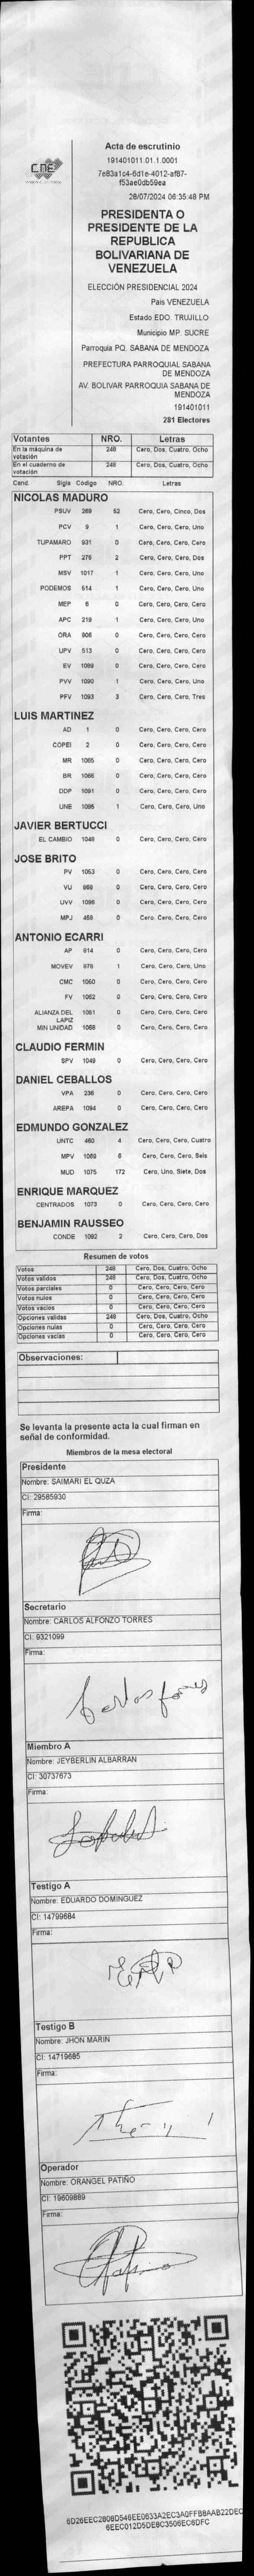 CNE
Acta de escrutinio
191401011.01.1.0001
7e83a1c4-6d1e-4012-af87-
f53ae0db59ea
28/07/2024 06:35:48 PM
PRESIDENTA O
PRESIDENTE DE LA
REPUBLICA
BOLIVARIANA DE
VENEZUELA
ELECCIÓN PRESIDENCIAL 2024
Pais VENEZUELA
Estado EDO. TRUJILLO
Municipio MP. SUCRE
Parroquia PQ. SABANA DE MENDOZA
PREFECTURA PARROQUIAL SABANA
DE MENDOZA
AV. BOLIVAR PARROQUIA SABANA DE
MENDOZA
191401011
281 Electores
Votantes NRO. Letras
En la máquina de votación 248 Cero, Dos, Cuatro, Ocho
En el cuaderno de votación 248 Cero, Dos, Cuatro, Ocho
Cand. Sigla Código NRO. Letras
NICOLAS MADURO
PSUV 269 52 Cero, Cero, Cinco, Dos
PCV 9 1 Cero, Cero, Cero, Uno
TUPAMARO 931 0 Cero, Cero, Cero, Cero
PPT 276 2 Cero, Cero, Cero, Dos
MSV 1017 1 Cero, Cero, Cero, Uno
PODEMOS 514 1 Cero, Cero, Cero, Uno
MEP 6 0 Cero, Cero, Cero, Cero
APC 219 1 Cero, Cero, Cero, Uno
ORA 906 0 Cero, Cero, Cero, Cero
UPV 513 0 Cero, Cero, Cero, Cero
EV 1089 0 Cero, Cero, Cero, Cero
PVV 1090 1 Cero, Cero, Cero, Uno
PFV 1093 3 Cero, Cero, Cero, Tres
LUIS MARTINEZ
AD 1 0 Cero, Cero, Cero, Cero
COPEI 2 0 Cero, Cero, Cero, Cero
MR 1065 0 Cero, Cero, Cero, Cero
BR 1066 0 Cero, Cero, Cero, Cero
DDP 1091 0 Cero, Cero, Cero, Cero
UNE 1095 1 Cero, Cero, Cero, Uno
JAVIER BERTUCCI
EL CAMBIO 1048 0 Cero, Cero, Cero, Cero
JOSE BRITO
PV 1053 0 Cero, Cero, Cero, Cero
VU 869 0 Cero, Cero, Cero, Cero
UVV 1096 0 Cero, Cero, Cero, Cero
MPJ 458 0 Cero, Cero, Cero, Cero
ANTONIO ECARRI
AP 814 0 Cero, Cero, Cero, Cero
MOVEV 878 1 Cero, Cero, Cero, Uno
CMC 1050 0 Cero, Cero, Cero, Cero
FV 1052 0 Cero, Cero, Cero, Cero
ALIANZA DEL LAPIZ 1051 0 Cero, Cero, Cero, Cero
MIN UNIDAD 1068 0 Cero, Cero, Cero, Cero
CLAUDIO FERMIN
SPV 1049 0 Cero, Cero, Cero, Cero
DANIEL CEBALLOS
VPA 236 0 Cero, Cero, Cero, Cero
AREPA 1094 0 Cero, Cero, Cero, Cero
EDMUNDO GONZALEZ
UNTC 460 4 Cero, Cero, Cero, Cuatro
MPV 1069 6 Cero, Cero, Cero, Seis
MUD 1075 172 Cero, Uno, Siete, Dos
ENRIQUE MARQUEZ
CENTRADOS 1073 0 Cero, Cero, Cero, Cero
BENJAMIN RAUSSEO
CONDE 1092 2 Cero, Cero, Cero, Dos
Resumen de votos
Votos 248 Cero, Dos, Cuatro, Ocho
Votos validos 248 Cero, Dos, Cuatro, Ocho
Votos parciales 0 Cero, Cero, Cero, Cero
Votos nulos 0 Cero, Cero, Cero, Cero
Votos vacios 0 Cero, Cero, Cero, Cero
Opciones validas 248 Cero, Dos, Cuatro, Ocho
Opciones nulas 0 Cero, Cero, Cero, Cero
Opciones vacias 0 Cero, Cero, Cero, Cero
Observaciones:
Se levanta la presente acta la cual firman en
señal de conformidad.
Miembros de la mesa electoral
Presidente
Nombre: SAIMARI EL QUZA
CI: 29585930
Firma:
Secretario
Nombre: CARLOS ALFONZO TORRES
CI: 9321099
Firma:
Miembro A
Nombre: JEYBERLIN ALBARRAN
CI: 30737673
Firma:
Testigo A
Nombre: EDUARDO DOMINGUEZ
CI: 14799684
Firma:
Testigo B
Nombre: JHON MARIN
CI: 14719685
Firma:
Operador
Nombre: ORANGEL PATIÑO
CI: 19609889
Firma:
6D26EEC2808D546EE0633A2EC3A0FFB8AAB22DEC
6EEC012D5DE8C3506EC6DFC